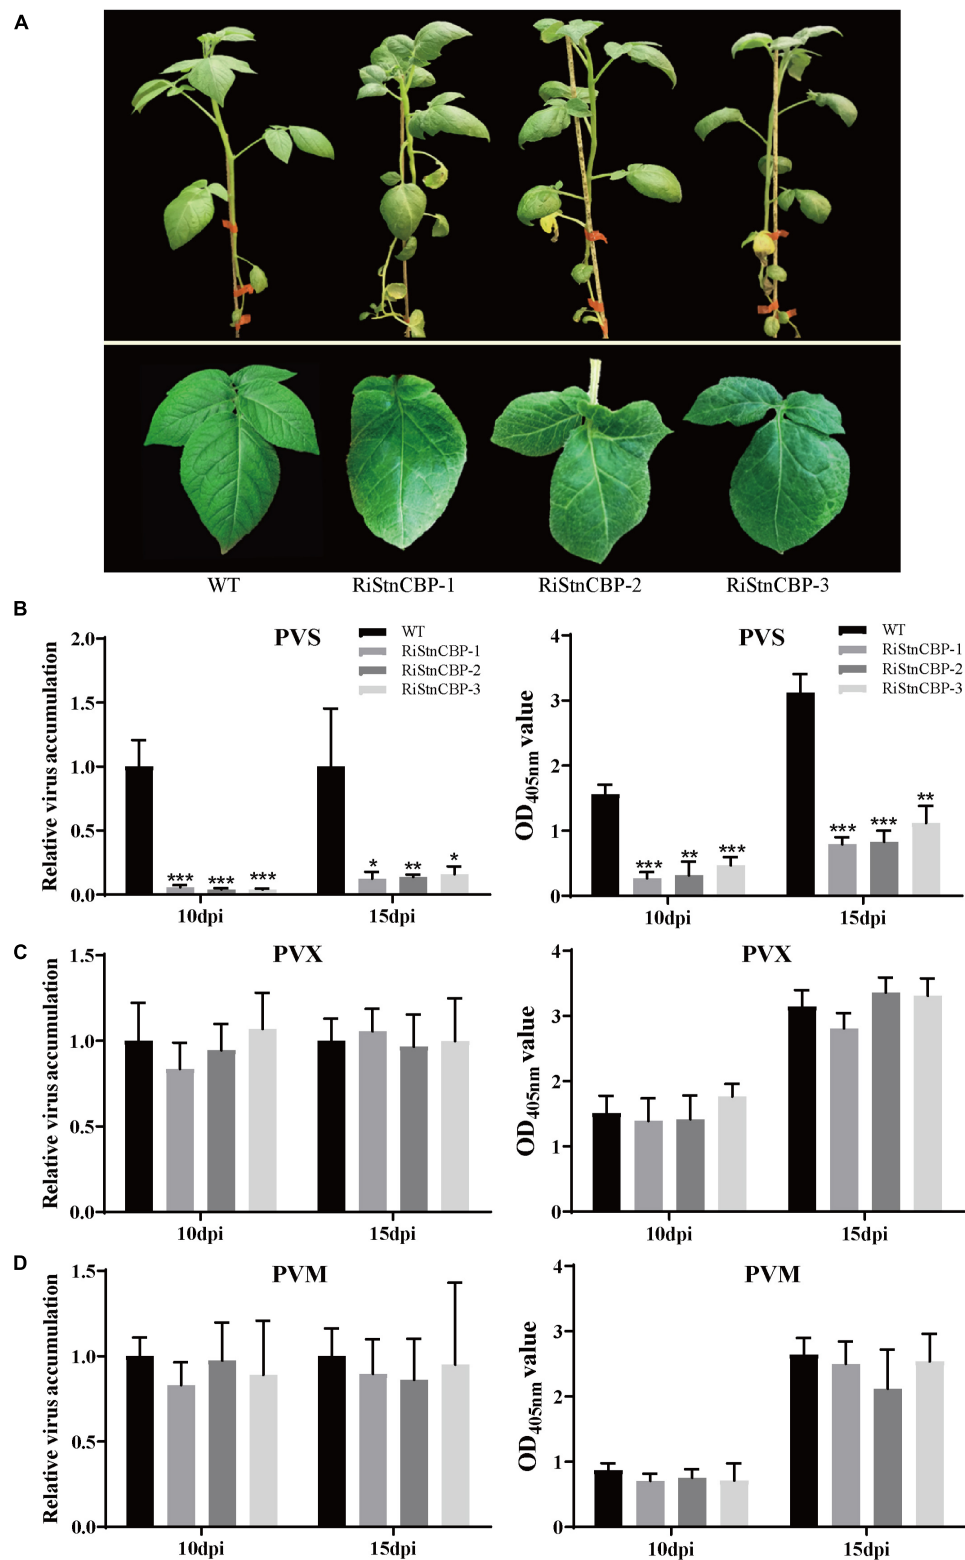 A
WT RiStnCBP-1 RiStnCBP-2 RiStnCBP-3
B
PVS
WT
RiStnCBP-1
RiStnCBP-2
RiStnCBP-3
Relative virus accumulation
2.0
1.5
1.0
0.5
0.0
*** *** *** * ** *
10dpi 15dpi
PVS
WT
RiStnCBP-1
RiStnCBP-2
RiStnCBP-3
OD405nm value
4
3
2
1
0
*** ** *** *** *** **
10dpi 15dpi
C
PVX
Relative virus accumulation
1.5
1.0
0.5
0.0
10dpi 15dpi
PVX
OD405nm value
4
3
2
1
0
10dpi 15dpi
D
PVM
Relative virus accumulation
1.5
1.0
0.5
0.0
10dpi 15dpi
PVM
OD405nm value
4
3
2
1
0
10dpi 15dpi